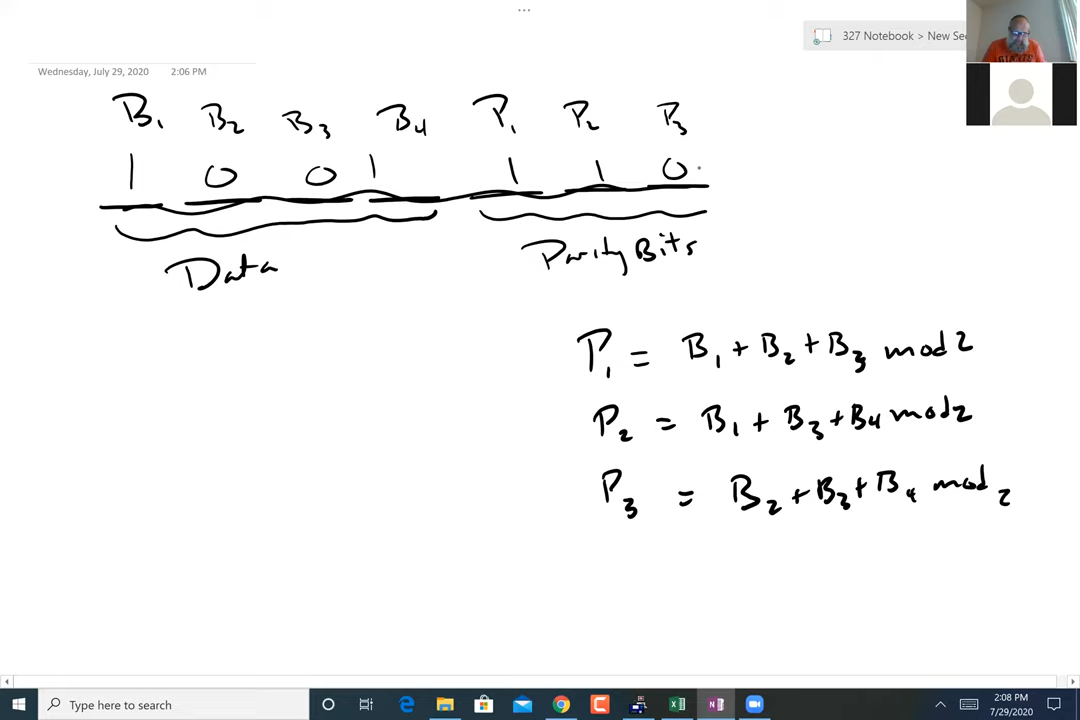 327 Notebook > New Se
Wednesday, July 29, 2020 2:06 PM
B1 B2 B3 B4 P1 P2 P3
1 0 0 1 1 1 0
Data
Parity Bits
P1 = B1 + B2 + B3 mod 2
P2 = B1 + B3 + B4 mod 2
P3 = B2 + B3 + B4 mod 2
Type here to search
2:08 PM
7/29/2020